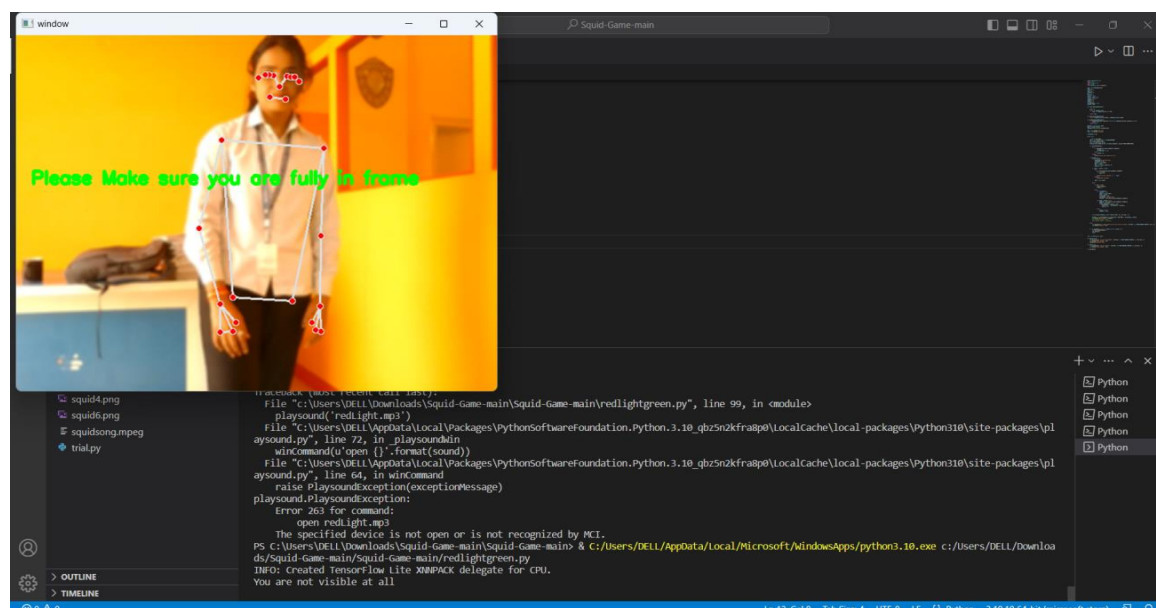 window
Squid-Game-main
Please Make sure you are fully in frame
squid4.png
squid6.png
squidsong.mpeg
trial.py
OUTLINE
TIMELINE
Traceback (most recent call last):
File "c:\Users\DELL\Downloads\Squid-Game-main\Squid-Game-main\redlightgreen.py", line 99, in <module>
playsound('redLight.mp3')
File "C:\Users\DELL\AppData\Local\Packages\PythonSoftwareFoundation.Python.3.10_qbz5n2kfra8p0\LocalCache\local-packages\Python310\site-packages\pl
aysound.py", line 72, in _playsoundWin
winCommand(u'open {}'.format(sound))
File "C:\Users\DELL\AppData\Local\Packages\PythonSoftwareFoundation.Python.3.10_qbz5n2kfra8p0\LocalCache\local-packages\Python310\site-packages\pl
aysound.py", line 64, in winCommand
raise PlaysoundException(exceptionMessage)
playsound.PlaysoundException:
Error 263 for command:
open redLight.mp3
The specified device is not open or is not recognized by MCI.
PS C:\Users\DELL\Downloads\Squid-Game-main\Squid-Game-main> & C:/Users/DELL/AppData/Local/Microsoft/WindowsApps/python3.10.exe c:/Users/DELL/Downloa
ds/Squid-Game-main/Squid-Game-main/redlightgreen.py
INFO: Created TensorFlow Lite XNNPACK delegate for CPU.
You are not visible at all
Python
Python
Python
Python
Python